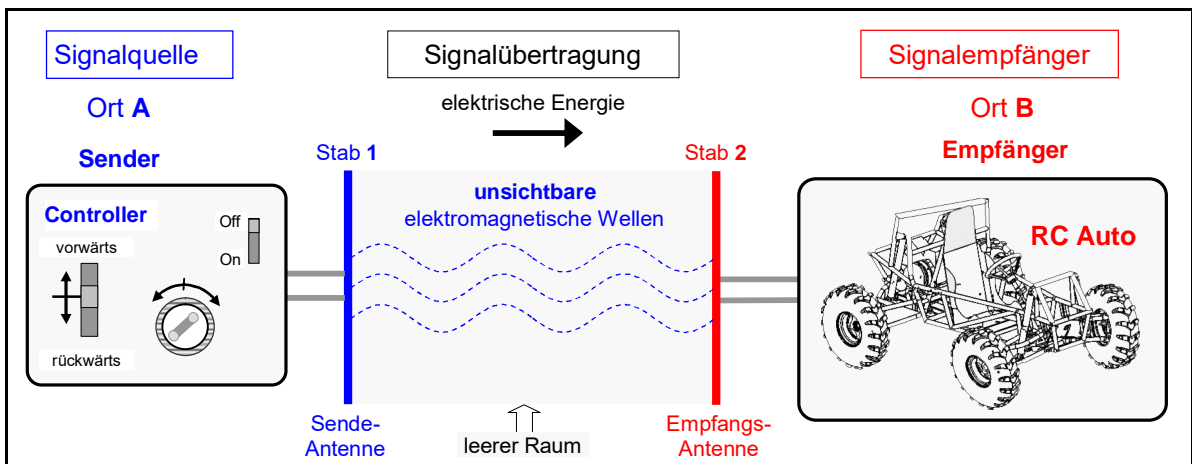 Signalquelle
Signalübertragung
Signalempfänger
Ort A
elektrische Energie
Ort B
Sender
Stab 1
Stab 2
Empfänger
Controller
vorwärts
rückwärts
Off
On
unsichtbare
elektromagnetische Wellen
RC Auto
Sende-
Antenne
leerer Raum
Empfangs-
Antenne